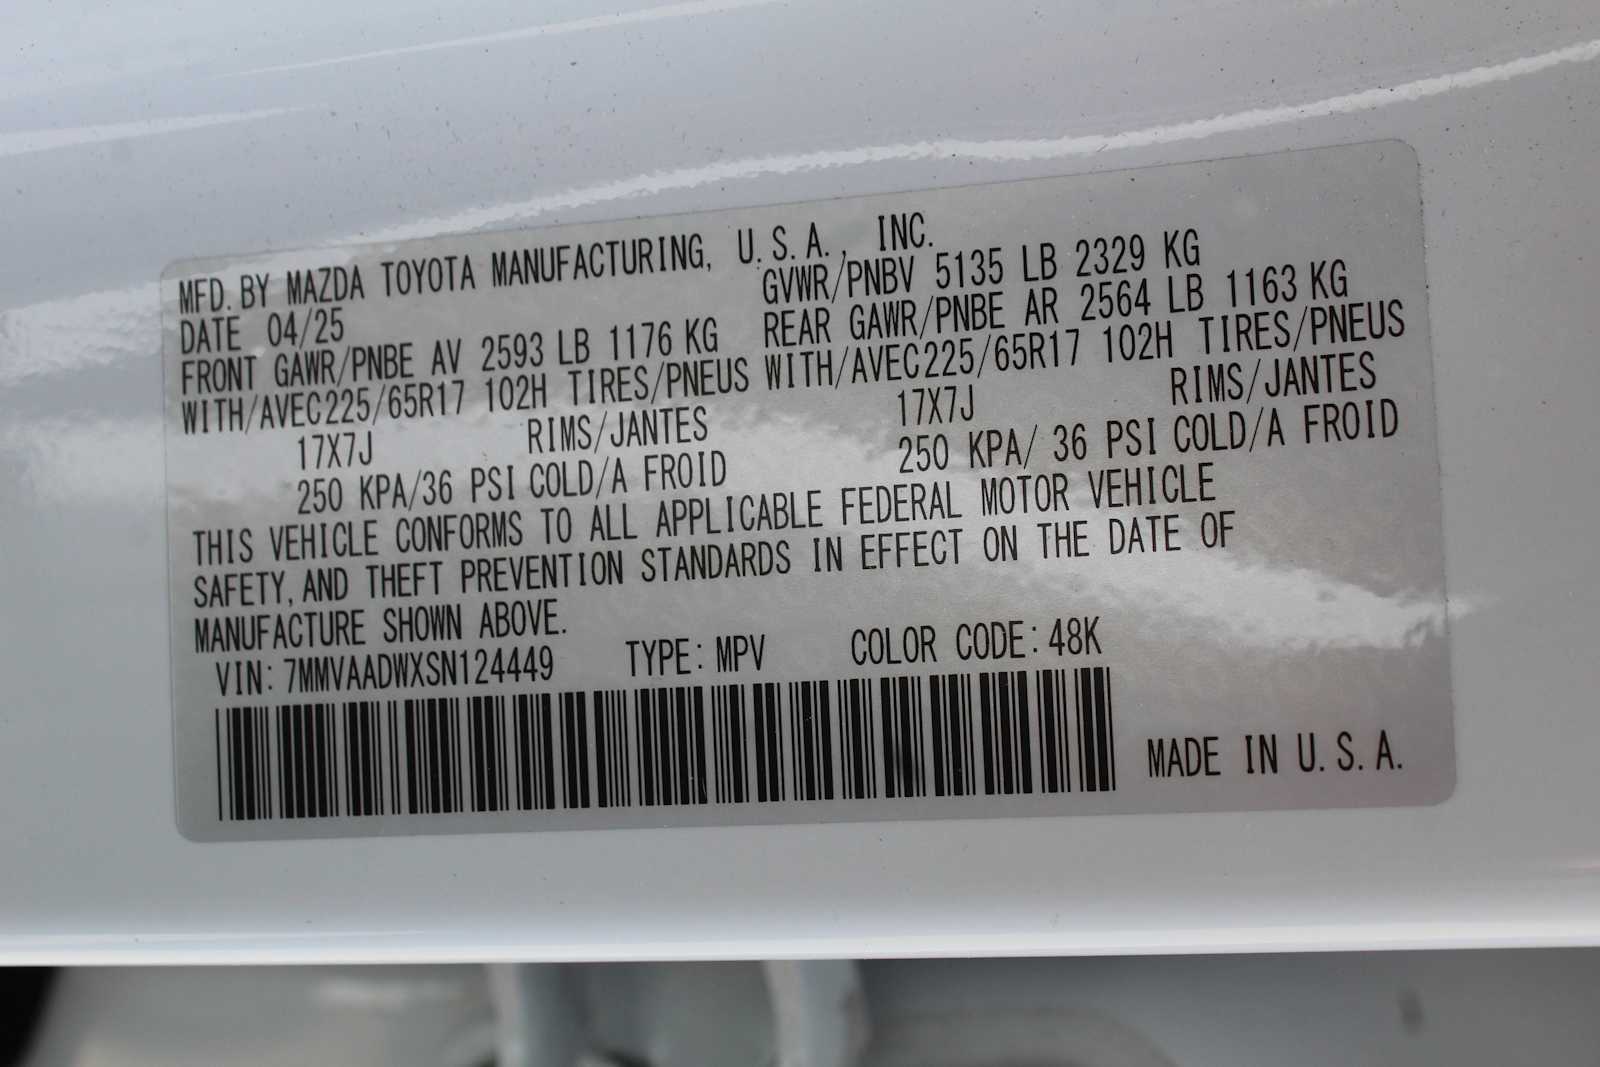 MFD. BY MAZDA TOYOTA MANUFACTURING, U.S.A., INC.
DATE 04/25 GVWR/PNBV 5135 LB 2329 KG
FRONT GAWR/PNBE AV 2593 LB 1176 KG REAR GAWR/PNBE AR 2564 LB 1163 KG
WITH/AVEC225/65R17 102H TIRES/PNEUS WITH/AVEC225/65R17 102H TIRES/PNEUS
17X7J RIMS/JANTES 17X7J RIMS/JANTES
250 KPA/36 PSI COLD/A FROID 250 KPA/ 36 PSI COLD/A FROID
THIS VEHICLE CONFORMS TO ALL APPLICABLE FEDERAL MOTOR VEHICLE
SAFETY, AND THEFT PREVENTION STANDARDS IN EFFECT ON THE DATE OF
MANUFACTURE SHOWN ABOVE.
VIN: 7MMVAADWXSN124449 TYPE: MPV COLOR CODE: 48K
MADE IN U.S.A.